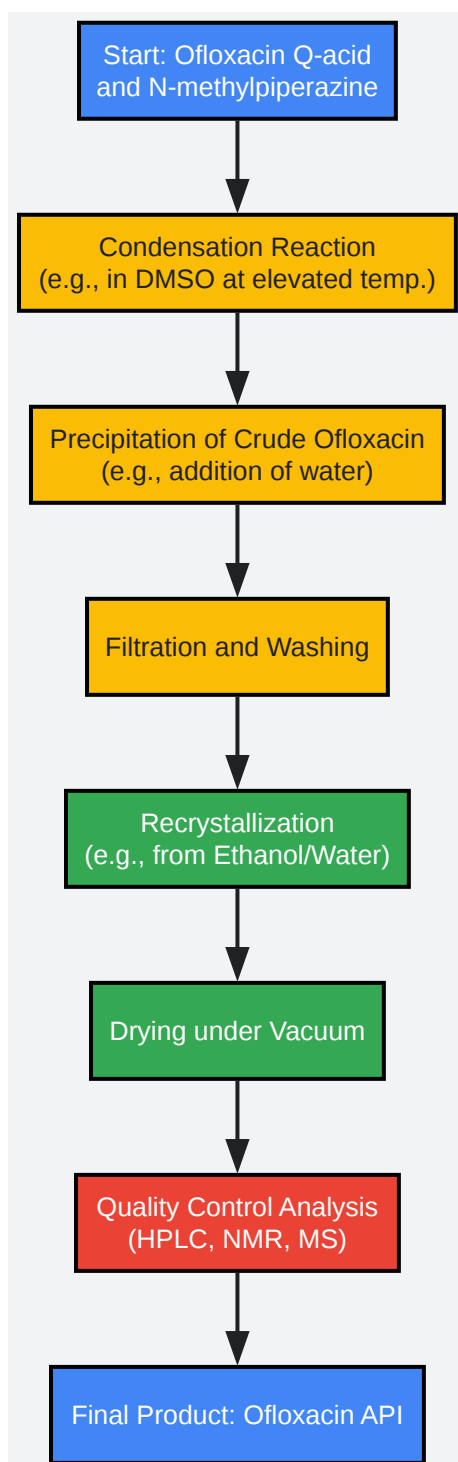 Start: Ofloxacin Q-acid
and N-methylpiperazine
Condensation Reaction
(e.g., in DMSO at elevated temp.)
Precipitation of Crude Ofloxacin
(e.g., addition of water)
Filtration and Washing
Recrystallization
(e.g., from Ethanol/Water)
Drying under Vacuum
Quality Control Analysis
(HPLC, NMR, MS)
Final Product: Ofloxacin API